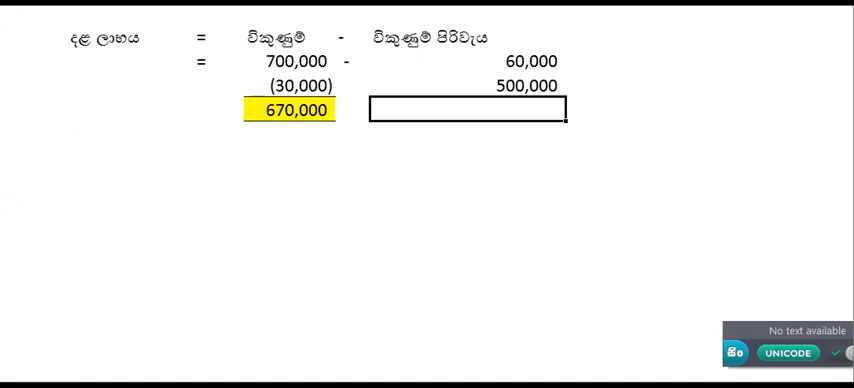 දළ ලාභය = විකුණුම් - විකුණුම් පිරිවැය
= 700,000 - 60,000
(30,000) 500,000
670,000
No text available
සිං UNICODE